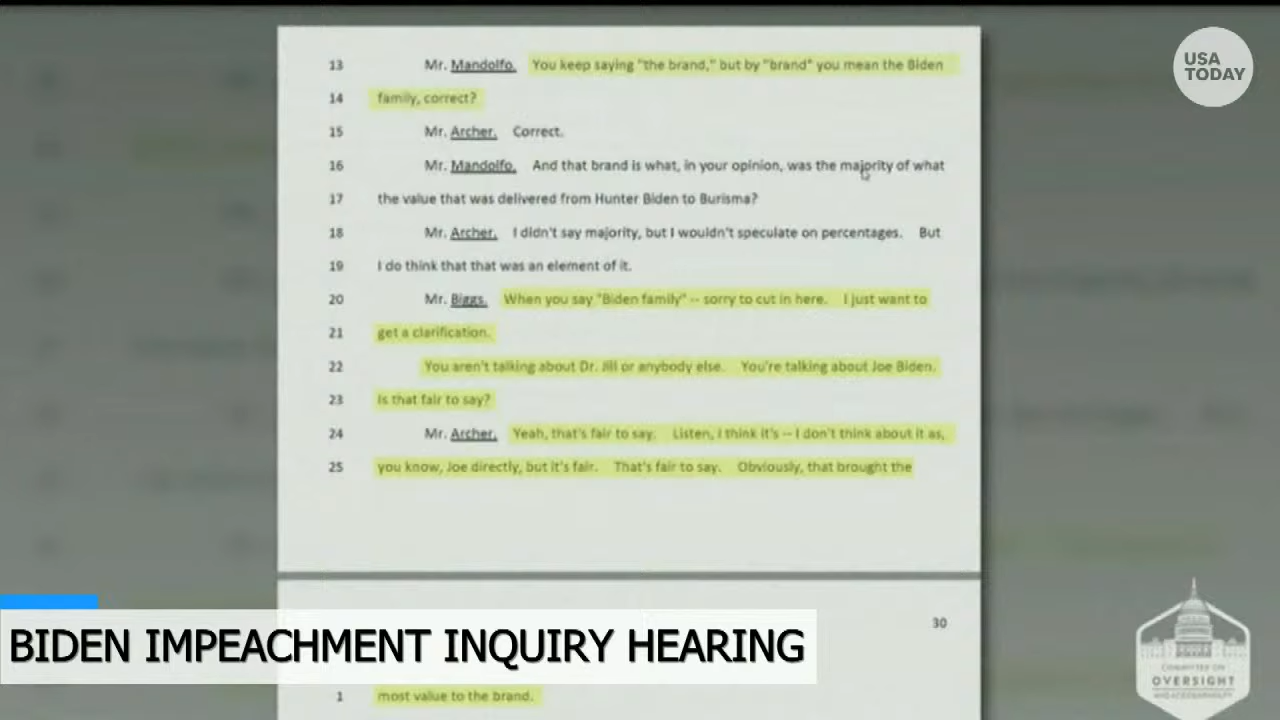 USA
TODAY
13 Mr. Mandolfo. You keep saying "the brand," but by "brand" you mean the Biden
14 family, correct?
15 Mr. Archer. Correct.
16 Mr. Mandolfo. And that brand is what, in your opinion, was the majority of what
17 the value that was delivered from Hunter Biden to Burisma?
18 Mr. Archer. I didn't say majority, but I wouldn't speculate on percentages. But
19 I do think that that was an element of it.
20 Mr. Biggs. When you say "Biden family" -- sorry to cut in here. I just want to
21 get a clarification.
22 You aren't talking about Dr. Jill or anybody else. You're talking about Joe Biden.
23 Is that fair to say?
24 Mr. Archer. Yeah, that's fair to say. Listen, I think it's -- I don't think about it as,
25 you know, Joe directly, but it's fair. That's fair to say. Obviously, that brought the
30
BIDEN IMPEACHMENT INQUIRY HEARING
1 most value to the brand.
COMMITTEE ON
OVERSIGHT
AND ACCOUNTABILITY